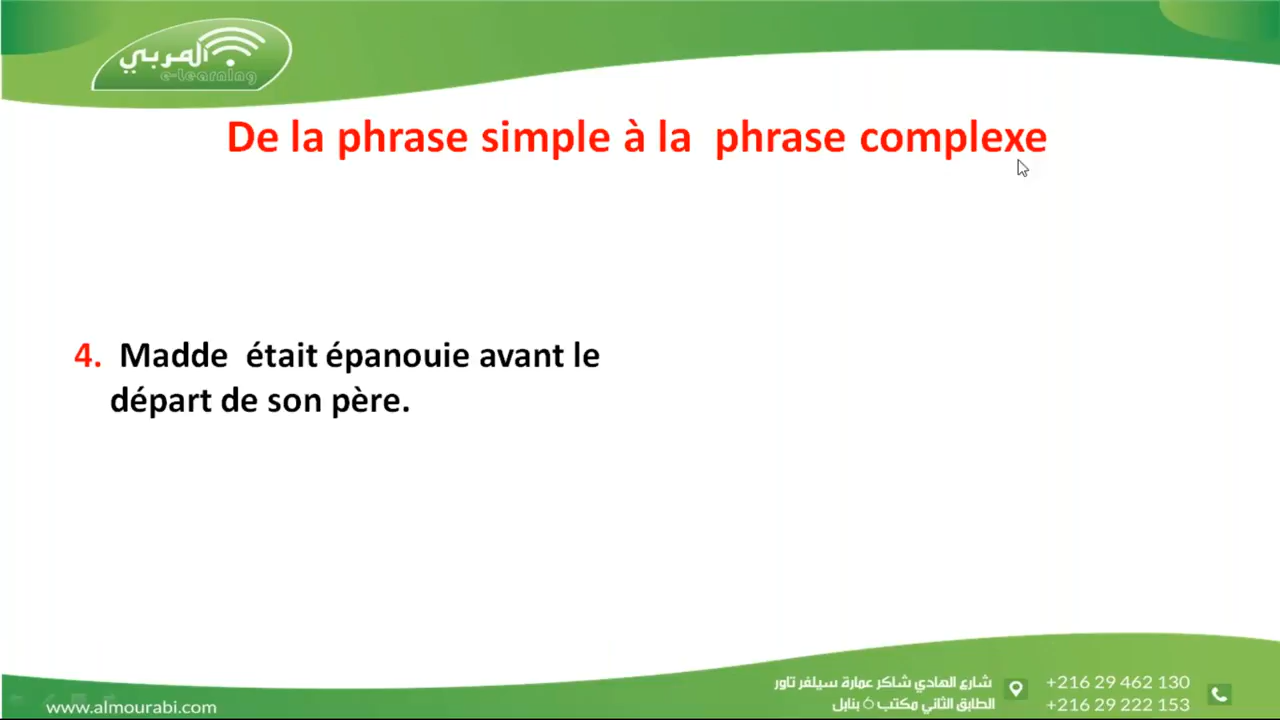 المربي
e-learning
De la phrase simple à la phrase complexe
4. Madde était épanouie avant le
départ de son père.
www.almourabi.com
شارع الهادي شاكر عمارة سيلفر تاور
الطابق الثاني مكتب 5 بنابل
+216 29 462 130
+216 29 222 153